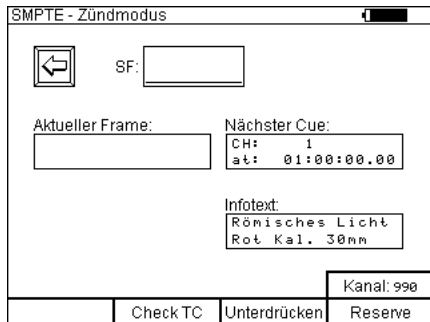 SMPTE - Zündmodus
SF:
Aktueller Frame:
Nächster Cue:
CH: 1
at: 01:00:00.00
Infotext:
Römisches Licht
Rot Kal. 30mm
Kanal: 990
Check TC
Unterdrücken
Reserve